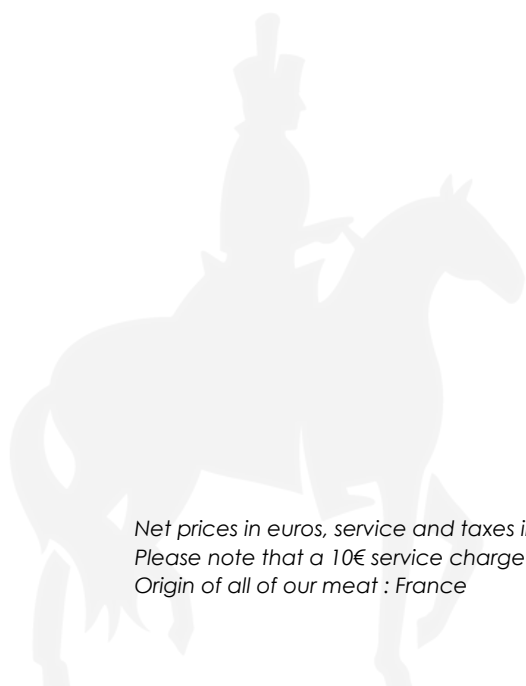 Net prices in euros, service and taxes
Please note that a 10€ service charge
Origin of all of our meat : France